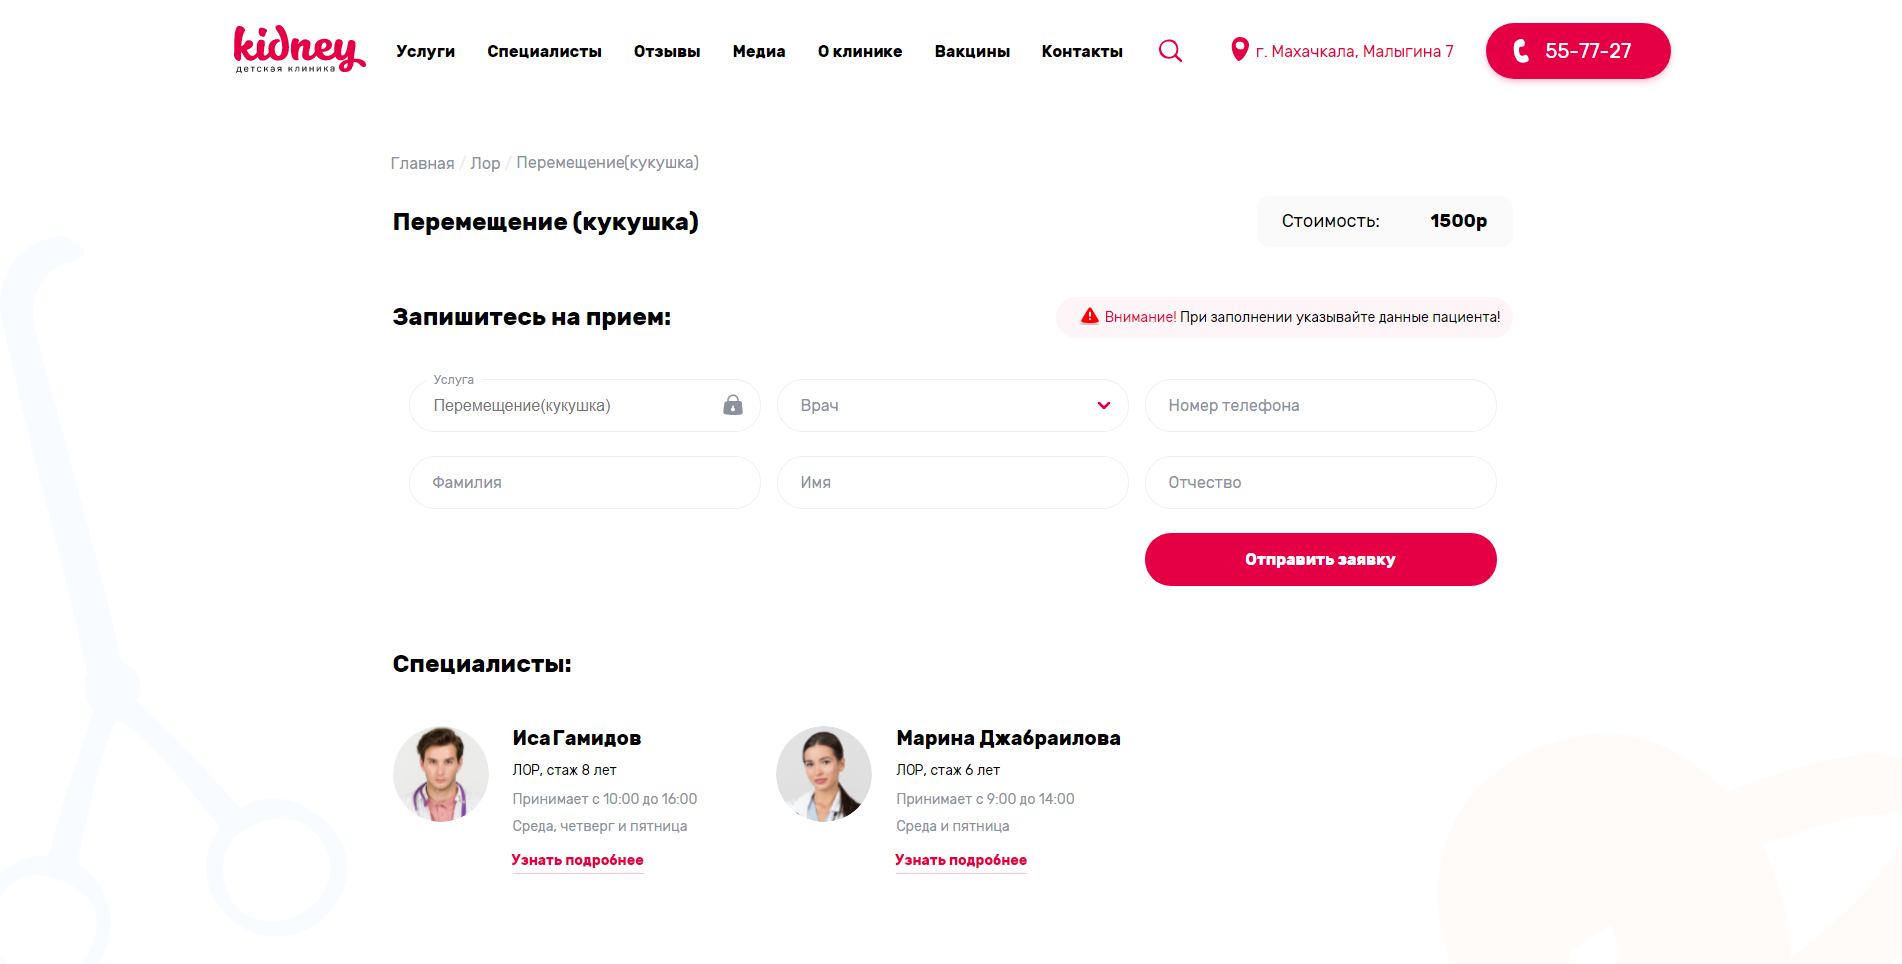 kidney
детская клиника
Услуги Специалисты Отзывы Медиа О клинике Вакцины Контакты
г. Махачкала, Малыгина 7
55-77-27
Главная / Лор / Перемещение(кукушка)
Перемещение (кукушка)
Стоимость: 1500р
Запишитесь на прием:
Внимание! При заполнении указывайте данные пациента!
Услуга
Перемещение(кукушка)
Врач
Номер телефона
Фамилия
Имя
Отчество
Отправить заявку
Специалисты:
Иса Гамидов
ЛОР, стаж 8 лет
Принимает с 10:00 до 16:00
Среда, четверг и пятница
Узнать подробнее
Марина Джабраилова
ЛОР, стаж 6 лет
Принимает с 9:00 до 14:00
Среда и пятница
Узнать подробнее